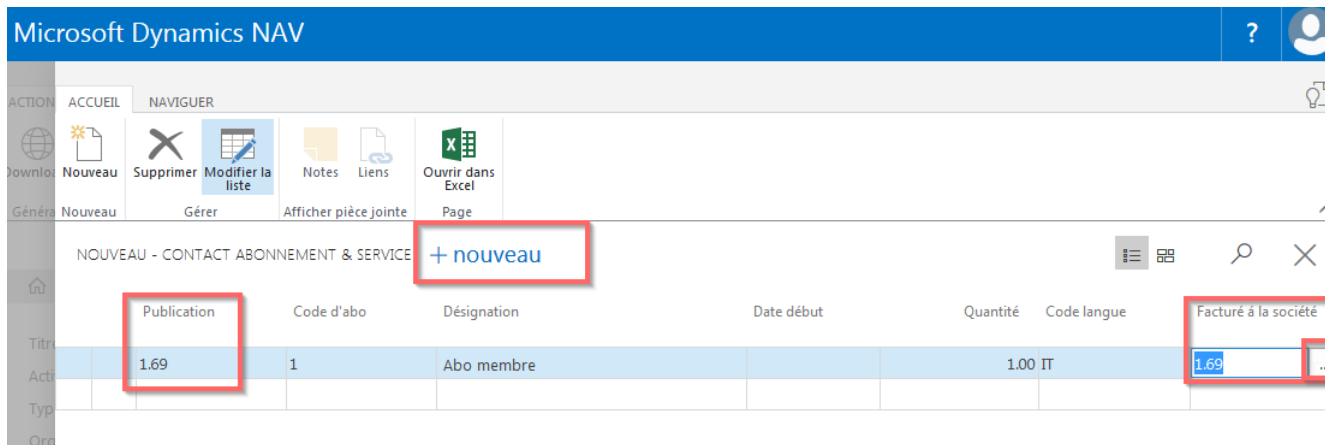 Microsoft Dynamics NAV ?
ACTION ACCUEIL NAVIGUER
Nouveau Supprimer Modifier la liste Notes Liens Ouvrir dans Excel
Nouveau Gérer Afficher pièce jointe Page
NOUVEAU - CONTACT ABONNEMENT & SERVICE + nouveau
Publication Code d'abo Désignation Date début Quantité Code langue Facturé á la société
1.69 1 Abo membre 1.00 IT 1.69